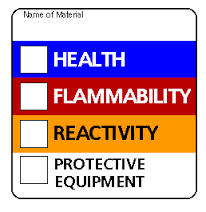 Name of Material
HEALTH
FLAMMABILITY
REACTIVITY
PROTECTIVE
EQUIPMENT